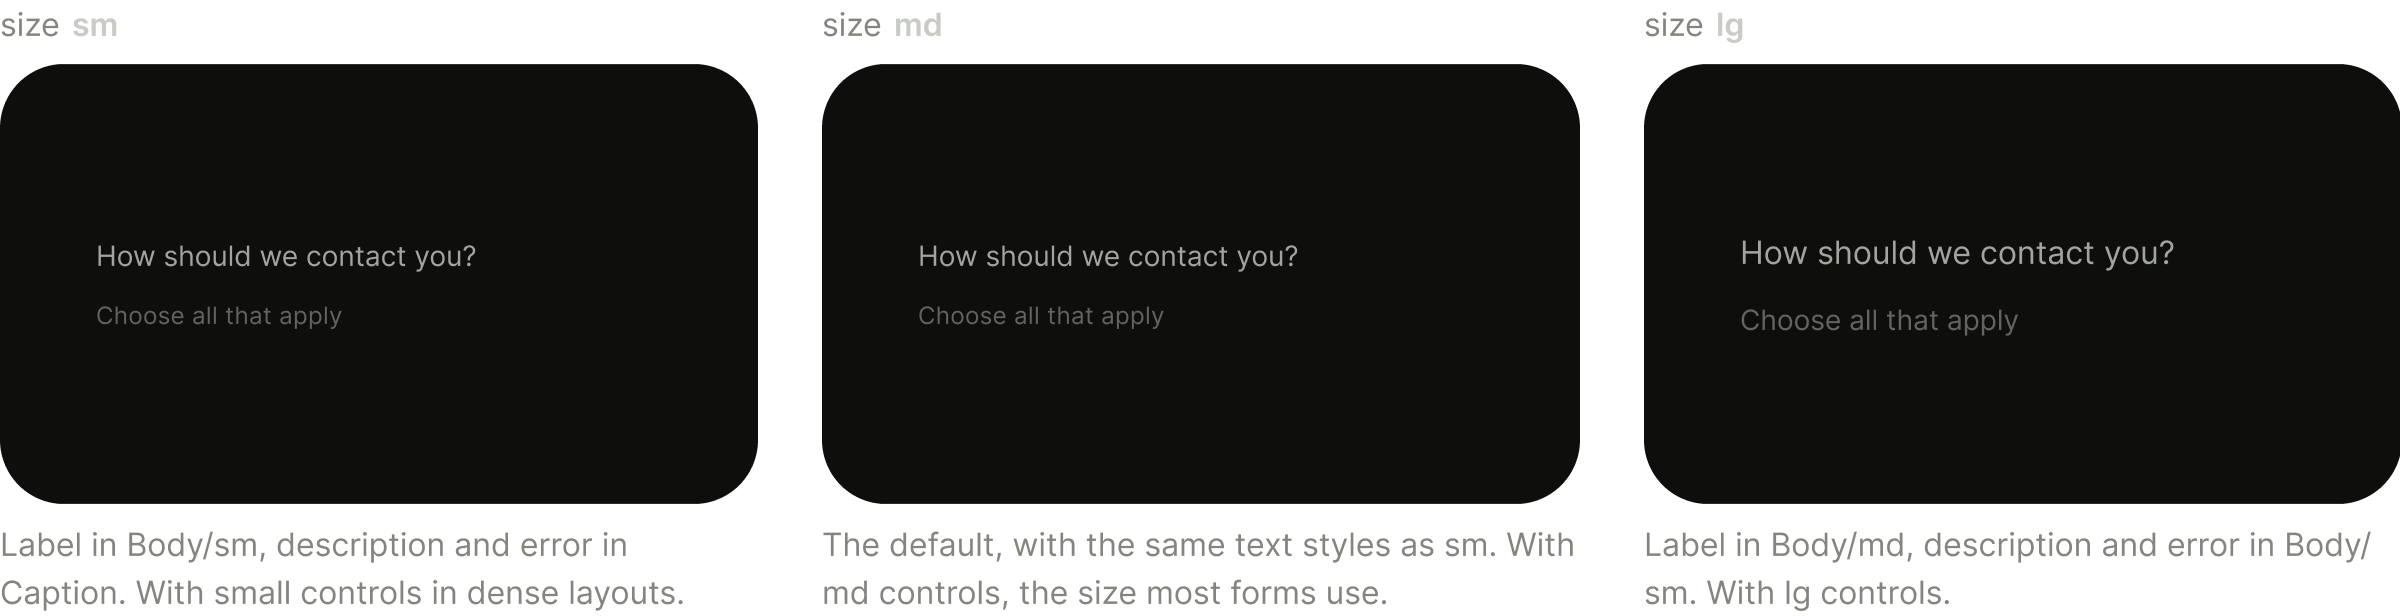 size sm
How should we contact you?
Choose all that apply
Label in Body/sm, description and error in
Caption. With small controls in dense layouts.
size md
How should we contact you?
Choose all that apply
The default, with the same text styles as sm. With
md controls, the size most forms use.
size lg
How should we contact you?
Choose all that apply
Label in Body/md, description and error in Body/
sm. With lg controls.